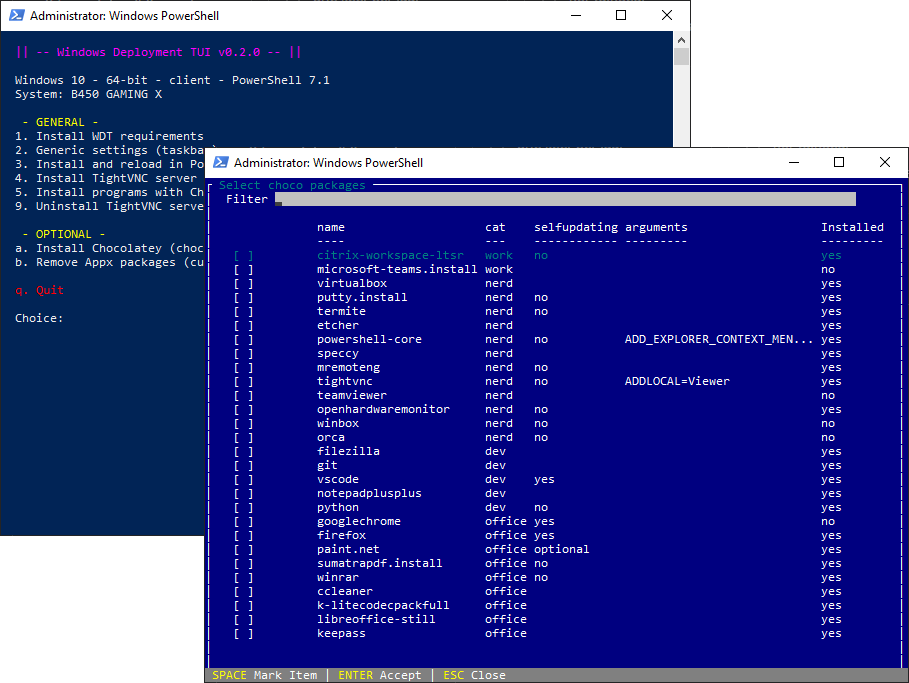 Administrator: Windows PowerShell
|| -- Windows Deployment TUI v0.2.0 -- ||
Windows 10 - 64-bit - client - PowerShell 7.1
System: B450 GAMING X
- GENERAL -
1. Install WDT requirements
2. Generic settings (taskba
3. Install and reload in Po
4. Install TightVNC server
5. Install programs with Ch
9. Uninstall TightVNC serve
- OPTIONAL -
a. Install Chocolatey (choc
b. Remove Appx packages (cu
q. Quit
Choice:
Administrator: Windows PowerShell
Select choco packages
Filter
name cat selfupdating arguments Installed
---- --- ------------ --------- ---------
[ ] citrix-workspace-ltsr work no yes
[ ] microsoft-teams.install work no
[ ] virtualbox nerd yes
[ ] putty.install nerd no yes
[ ] termite nerd no yes
[ ] etcher nerd yes
[ ] powershell-core nerd no ADD_EXPLORER_CONTEXT_MEN... yes
[ ] speccy nerd yes
[ ] mremoteng nerd no yes
[ ] tightvnc nerd no ADDLOCAL=Viewer yes
[ ] teamviewer nerd no
[ ] openhardwaremonitor nerd no yes
[ ] winbox nerd no no
[ ] orca nerd no no
[ ] filezilla dev yes
[ ] git dev yes
[ ] vscode dev yes yes
[ ] notepadplusplus dev yes
[ ] python dev no yes
[ ] googlechrome office yes no
[ ] firefox office yes yes
[ ] paint.net office optional yes
[ ] sumatrapdf.install office no yes
[ ] winrar office no yes
[ ] ccleaner office yes
[ ] k-litecodecpackfull office yes
[ ] libreoffice-still office yes
[ ] keepass office yes
SPACE Mark Item | ENTER Accept | ESC Close